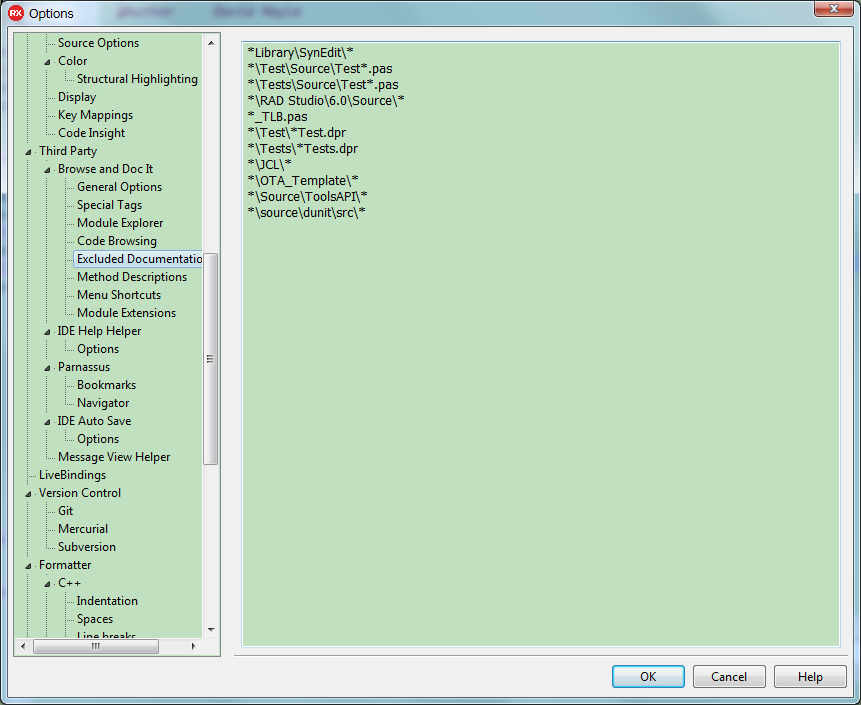 RX Options
Source Options
Color
Structural Highlighting
Display
Key Mappings
Code Insight
Third Party
Browse and Doc It
General Options
Special Tags
Module Explorer
Code Browsing
Excluded Documentatio
Method Descriptions
Menu Shortcuts
Module Extensions
IDE Help Helper
Options
Parnassus
Bookmarks
Navigator
IDE Auto Save
Options
Message View Helper
LiveBindings
Version Control
Git
Mercurial
Subversion
Formatter
C++
Indentation
Spaces
Line breaks
*Library\SynEdit\*
*\Test\Source\Test*.pas
*\Tests\Source\Test*.pas
*\RAD Studio\6.0\Source\*
*_TLB.pas
*\Test\*Test.dpr
*\Tests\*Tests.dpr
*\JCL\*
*\OTA_Template\*
*\Source\ToolsAPI\*
*\source\dunit\src\*
OK Cancel Help